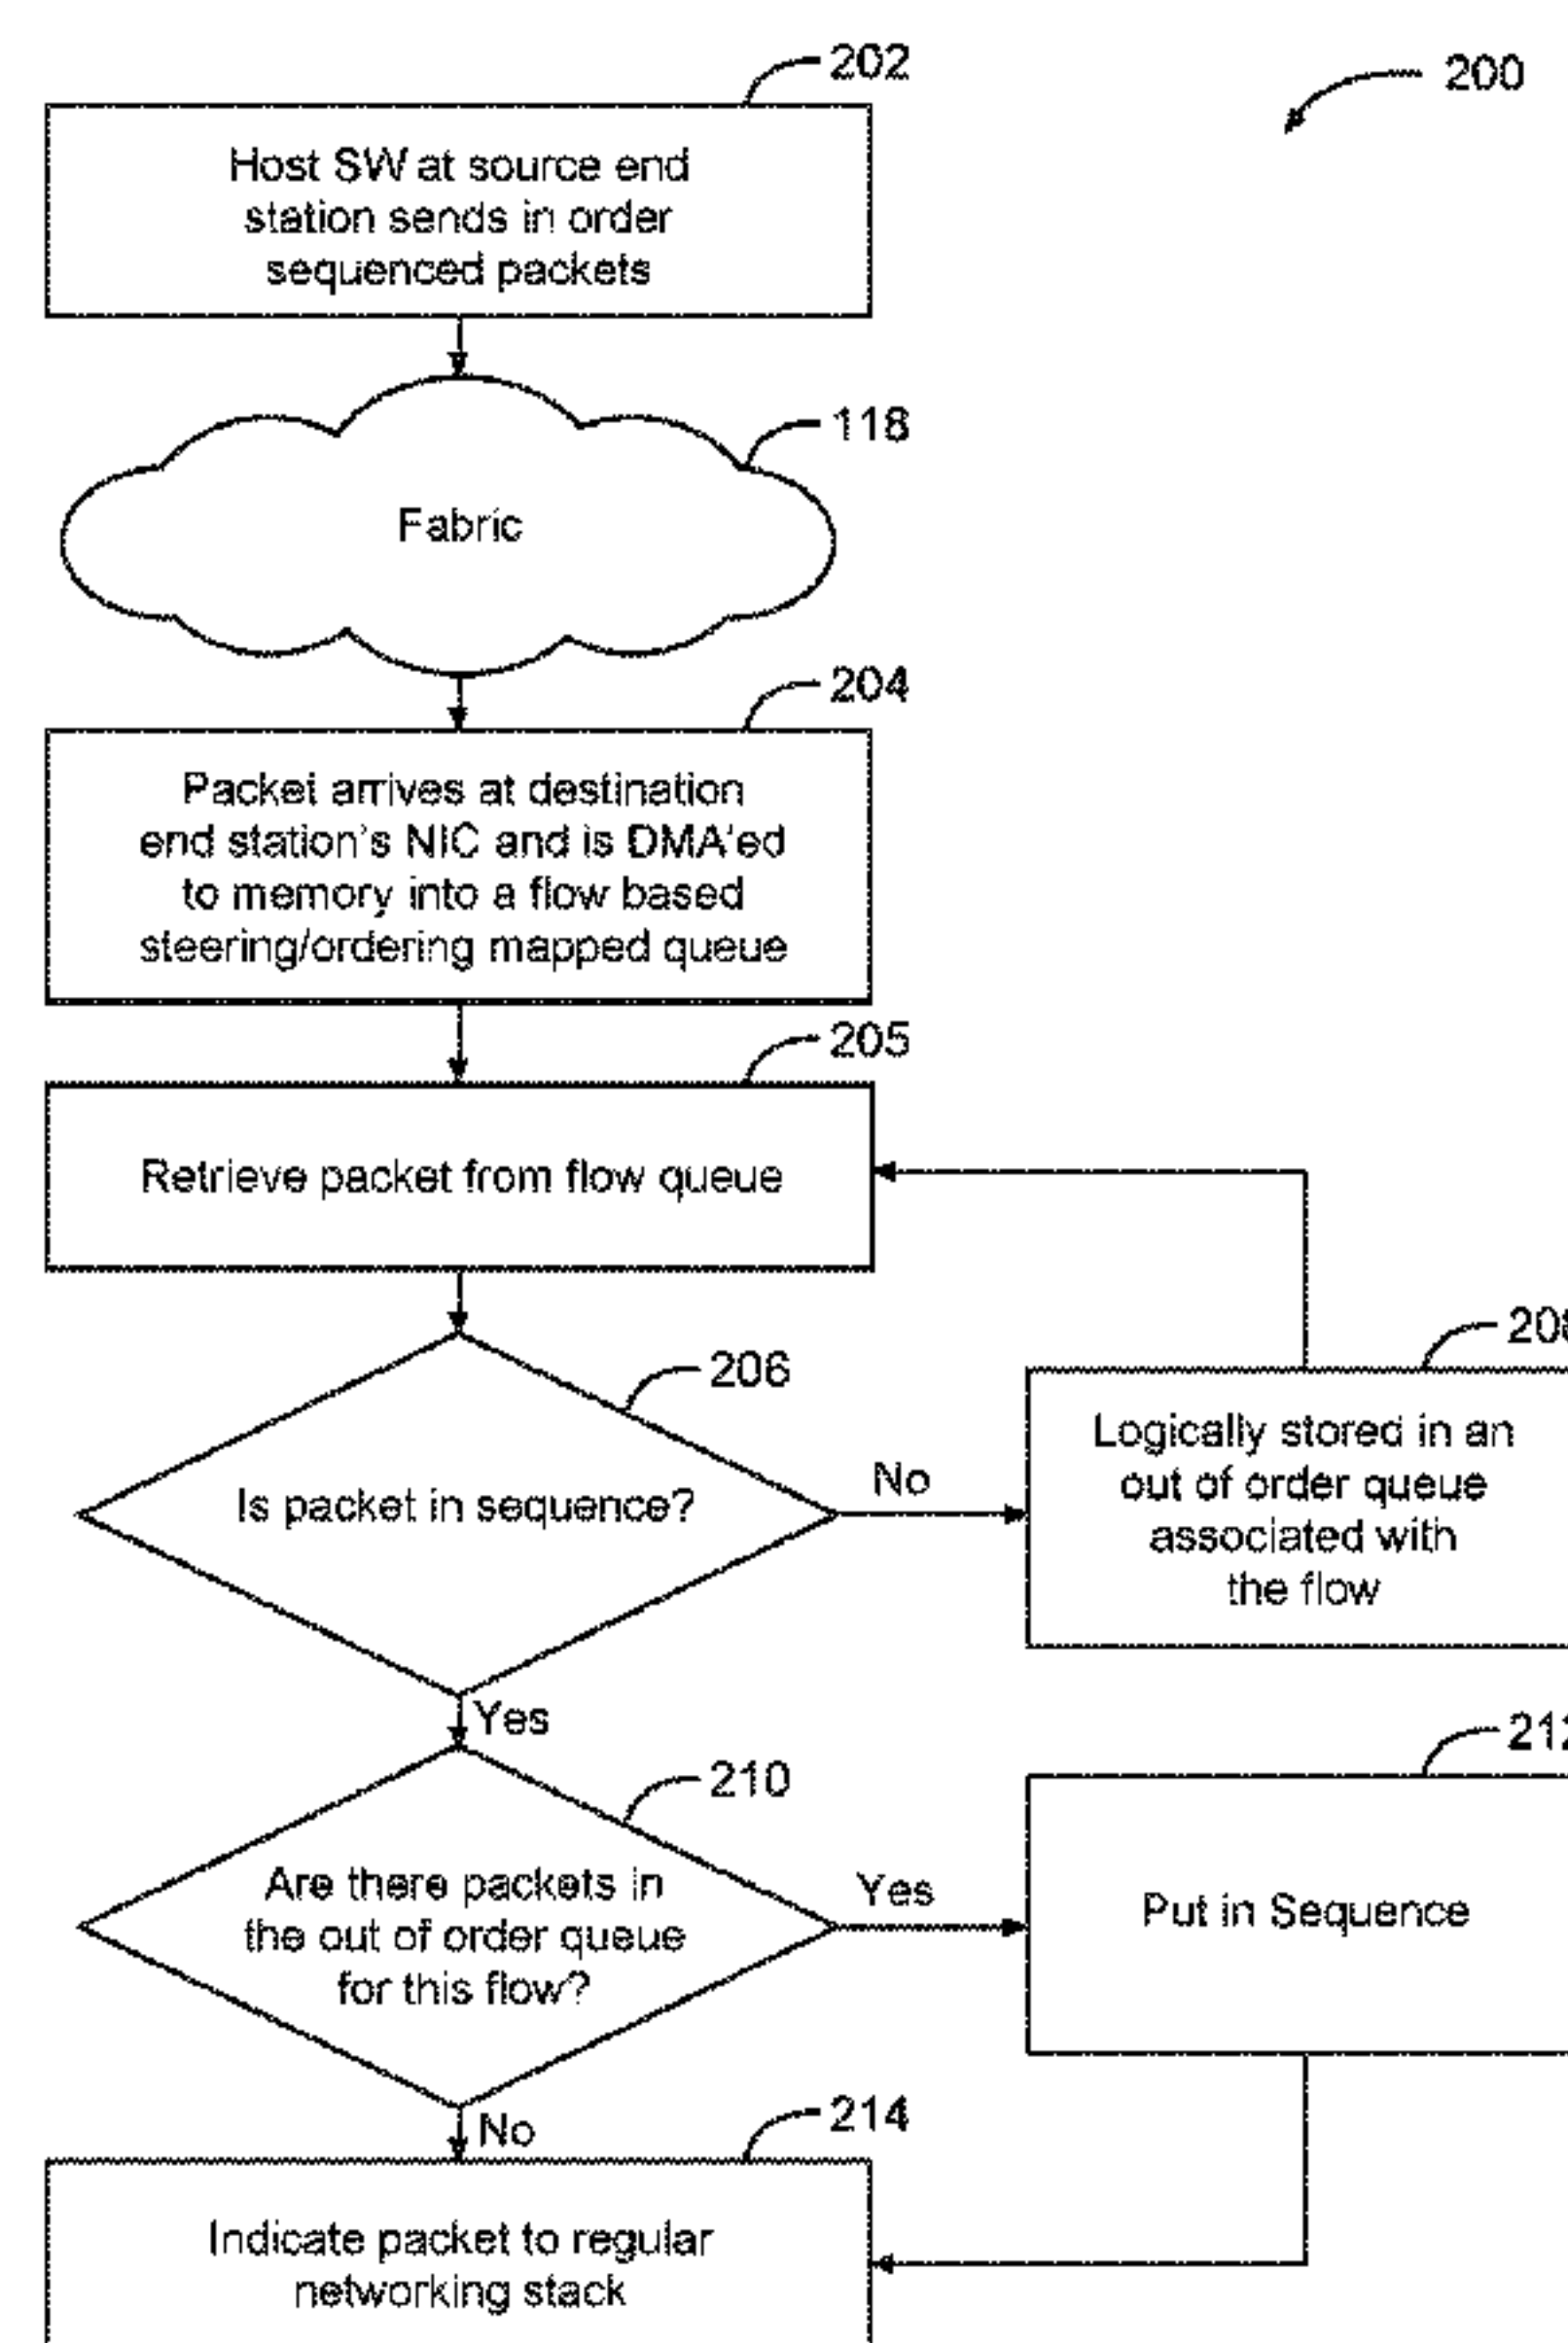 202
200
Host SW at source end
station sends in order
sequenced packets
118
Fabric
204
Packet arrives at destination
end station's NIC and is DMA'ed
to memory into a flow based
steering/ordering mapped queue
205
Retrieve packet from flow queue
206
Is packet in sequence?
No
208
Logically stored in an
out of order queue
associated with
the flow
Yes
210
Are there packets in
the out of order queue
for this flow?
Yes
212
Put in Sequence
No
214
Indicate packet to regular
networking stack